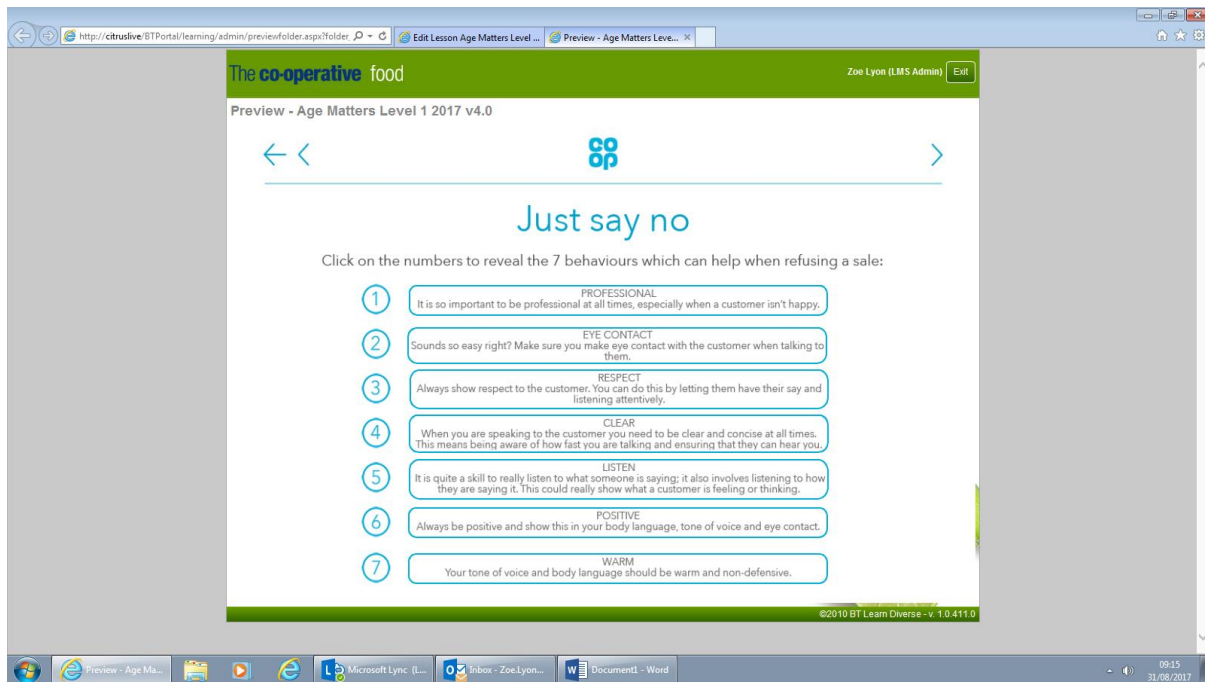 http://citruslive/BTPortal/learning/admin/previewfolder.aspx?folder_
Edit Lesson Age Matters Level ...
Preview - Age Matters Leve...
The co-operative food
Zoe Lyon (LMS Admin)
Exit
Preview - Age Matters Level 1 2017 v4.0
CO
OP
Just say no
Click on the numbers to reveal the 7 behaviours which can help when refusing a sale:
1
PROFESSIONAL
It is so important to be professional at all times, especially when a customer isn't happy.
2
EYE CONTACT
Sounds so easy right? Make sure you make eye contact with the customer when talking to
them.
3
RESPECT
Always show respect to the customer. You can do this by letting them have their say and
listening attentively.
4
CLEAR
When you are speaking to the customer you need to be clear and concise at all times.
This means being aware of how fast you are talking and ensuring that they can hear you.
5
LISTEN
It is quite a skill to really listen to what someone is saying; it also involves listening to how
they are saying it. This could really show what a customer is feeling or thinking.
6
POSITIVE
Always be positive and show this in your body language, tone of voice and eye contact.
7
WARM
Your tone of voice and body language should be warm and non-defensive.
©2010 BT Learn Diverse - v. 1.0.411.0
Preview - Age Ma...
Microsoft Lync (L...
Inbox - Zoe.Lyon...
Document1 - Word
09:15
31/08/2017